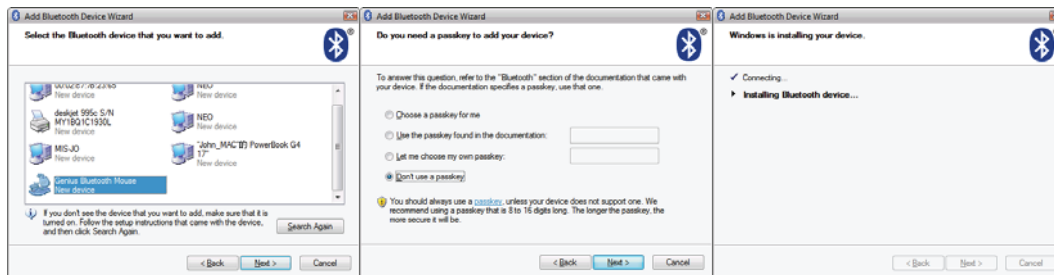 Add Bluetooth Device Wizard
Select the Bluetooth device that you want to add.
00:02:e7:78:23:65
New device
NEO
New device
deskjet 995c S/N
MY18Q1C1930L
New device
NEO
New device
MIS-JO
New device
"John_MAC"的 PowerBook G4
17"
New device
Genius Bluetooth Mouse
New device
If you don't see the device that you want to add, make sure that it is
turned on. Follow the setup instructions that came with the device,
and then click Search Again.
Search Again
< Back
Next >
Cancel
Add Bluetooth Device Wizard
Do you need a passkey to add your device?
To answer this question, refer to the "Bluetooth" section of the documentation that came with
your device. If the documentation specifies a passkey, use that one.
Choose a passkey for me
Use the passkey found in the documentation:
Let me choose my own passkey:
Don't use a passkey
You should always use a passkey, unless your device does not support one. We
recommend using a passkey that is 8 to 16 digits long. The longer the passkey, the
more secure it will be.
< Back
Next >
Cancel
Add Bluetooth Device Wizard
Windows is installing your device.
Connecting...
Installing Bluetooth device...
< Back
Next >
Cancel